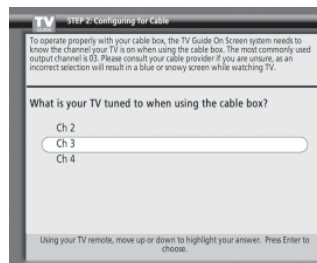 TV GUIDE STEP 2: Configuring for Cable
To operate properly with your cable box, the TV Guide On Screen system needs to
know the channel your TV is on when using the cable box. The most commonly used
output channel is 03. Please consult your cable provider if you are unsure, as an
incorrect selection will result in a blue or snowy screen while watching TV.
What is your TV tuned to when using the cable box?
Ch 2
Ch 3
Ch 4
Using your TV remote, move up or down to highlight your answer. Press Enter to
choose.